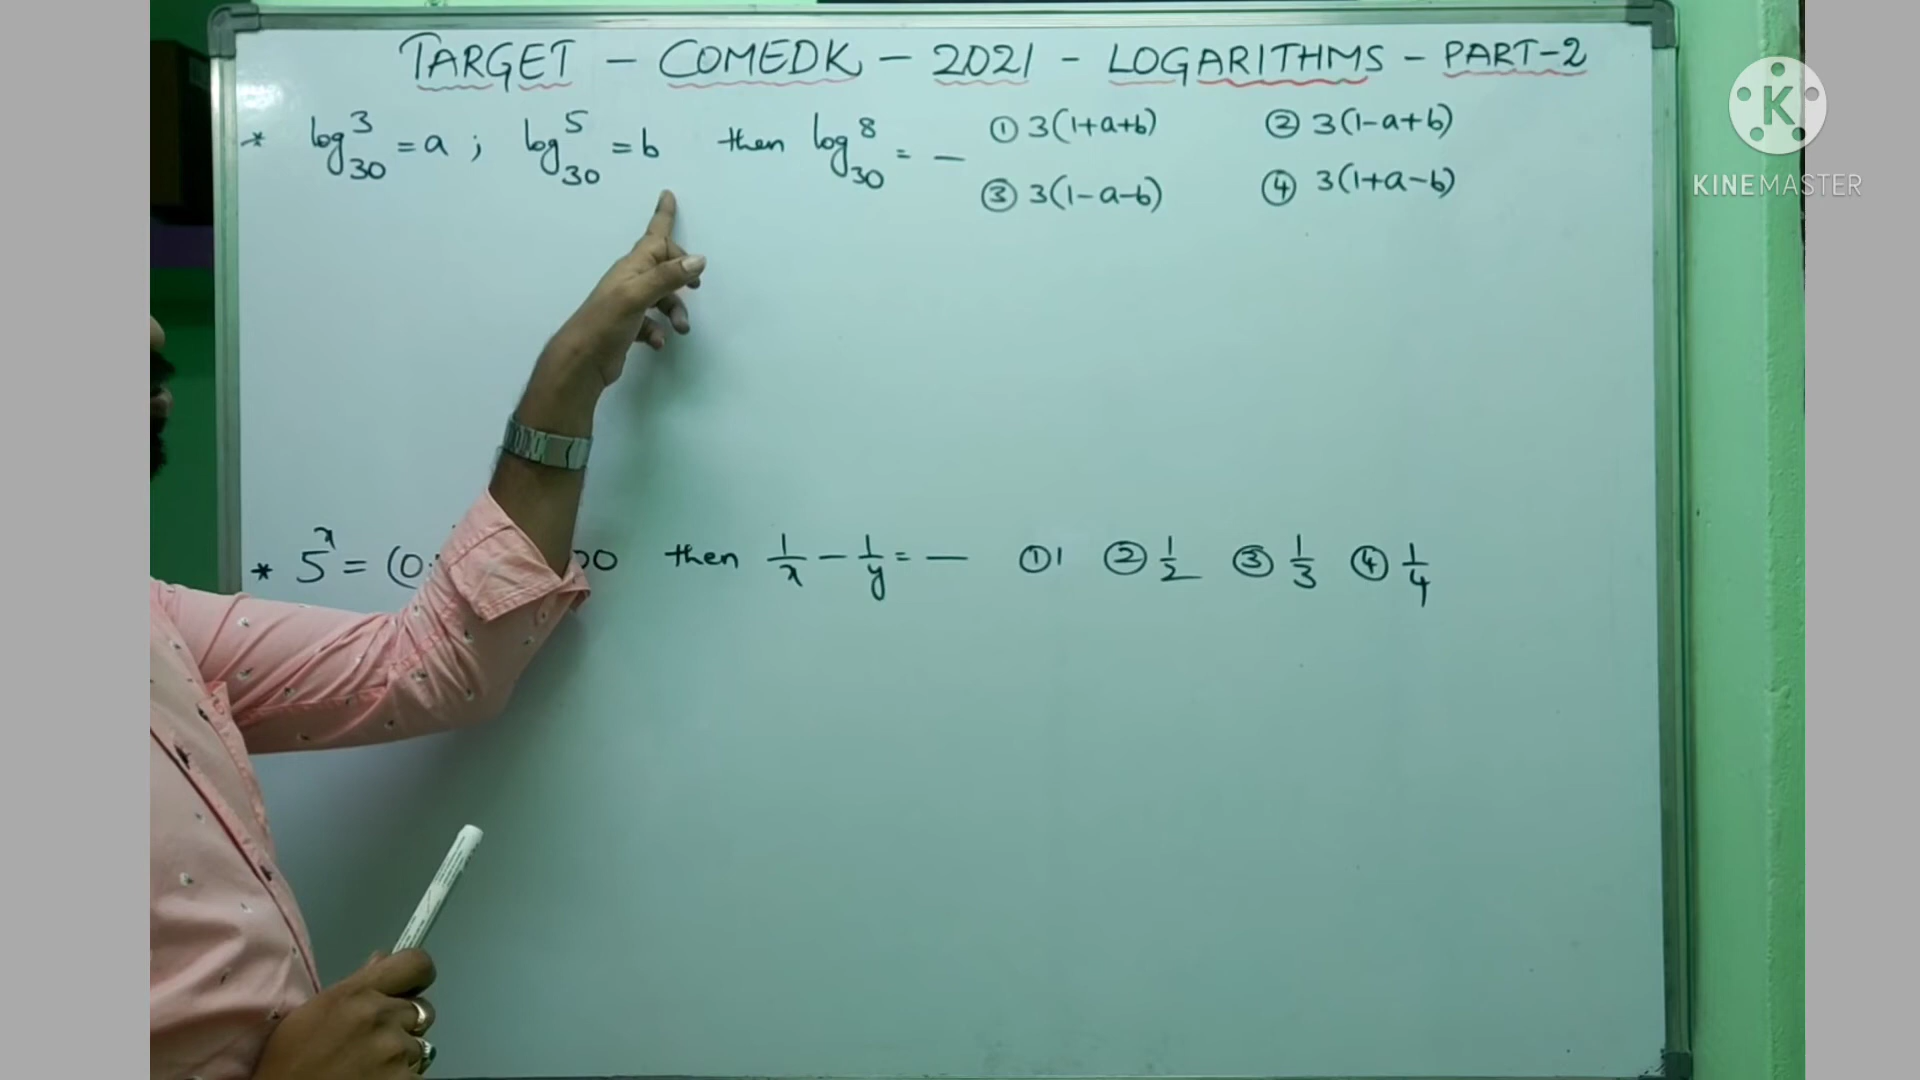 TARGET - COMEDK - 2021 - LOGARITHMS - PART-2
* log₃₀³ = a ; log₃₀⁵ = b then log₃₀⁸ = — ① 3(1+a+b) ② 3(1-a+b)
③ 3(1-a-b) ④ 3(1+a-b)
* 5ˣ = (0. 00 then 1/x - 1/y = — ① 1 ② 1/2 ③ 1/3 ④ 1/4
K
KINEMASTER